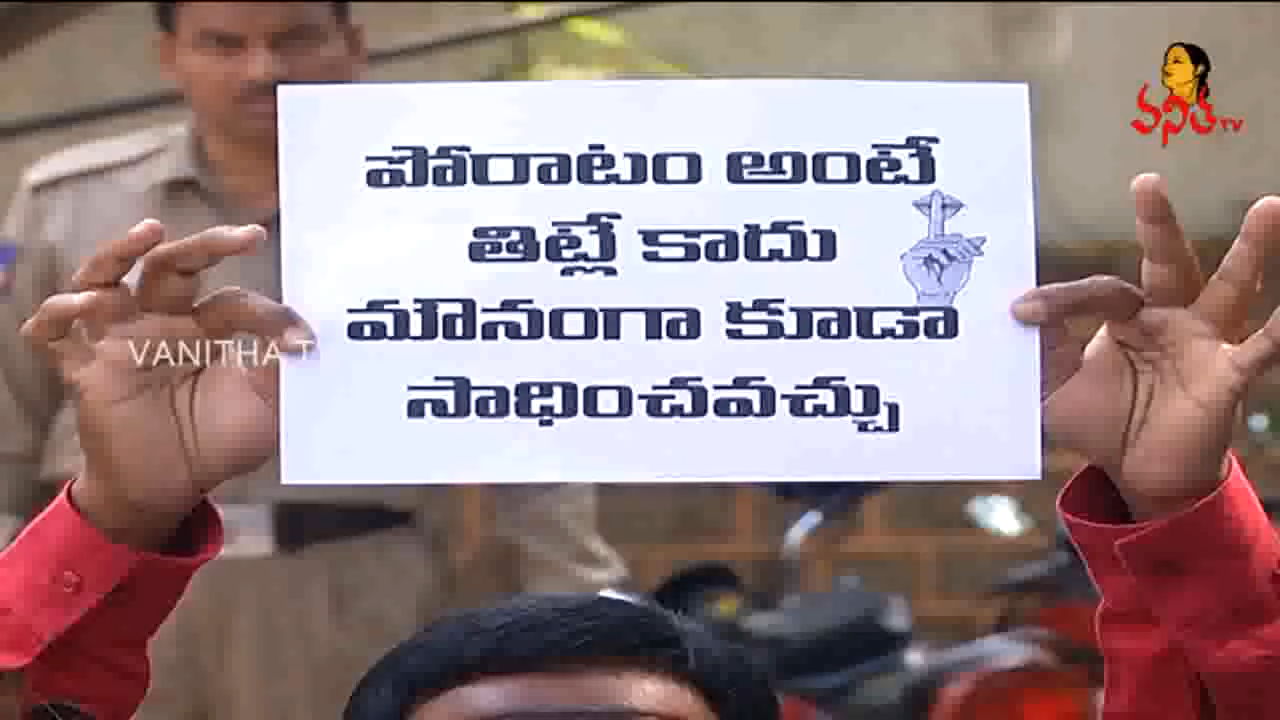 వనిత TV
పోరాటం అంటే
తిట్లే కాదు
మౌనంగా కూడా
సాధించవచ్చు
VANITHA T